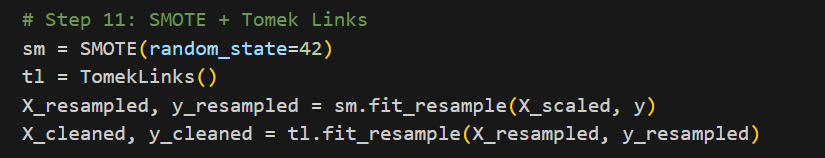 # Step 11: SMOTE + Tomek Links
sm = SMOTE(random_state=42)
tl = TomekLinks()
X_resampled, y_resampled = sm.fit_resample(X_scaled, y)
X_cleaned, y_cleaned = tl.fit_resample(X_resampled, y_resampled)